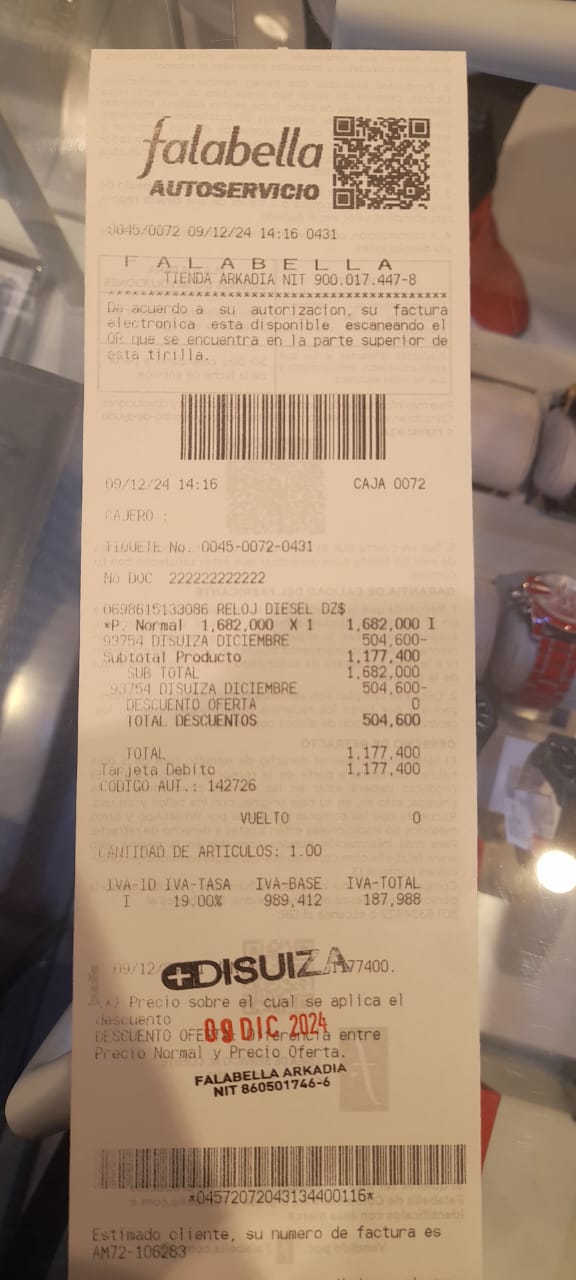 falabella
AUTOSERVICIO
0045/0072 09/12/24 14:16 0431
F A L A B E L L A
TIENDA ARKADIA NIT 900.017.447-8
De acuerdo a su autorizacion, su factura
electronica esta disponible escaneando el
QR que se encuentra en la parte superior de
esta tirilla.
09/12/24 14:16 CAJA 0072
CAJERO :
TIQUETE No. 0045-0072-0431
No DOC 222222222222
0698615133086 RELOJ DIESEL DZ$
*P. Normal 1,682,000 X 1 1,682,000 I
93754 DISUIZA DICIEMBRE 504,600-
Subtotal Producto 1,177,400
SUB TOTAL 1,682,000
93754 DISUIZA DICIEMBRE 504,600-
DESCUENTO OFERTA 0
TOTAL DESCUENTOS 504,600
TOTAL 1,177,400
Tarjeta Debito 1,177,400
CODIGO AUT.: 142726
VUELTO 0
CANTIDAD DE ARTICULOS: 1.00
IVA-ID IVA-TASA IVA-BASE IVA-TOTAL
I 19.00% 989,412 187,988
09/12/ 1177400.
DISUIZA
(*) Precio sobre el cual se aplica el
descuento
09 DIC 2024
DESCUENTO OFERTA: Diferencia entre
Precio Normal y Precio Oferta.
FALABELLA ARKADIA
NIT 860501746-6
*04572072043134400116*
Estimado cliente, su numero de factura es
AM72-106283